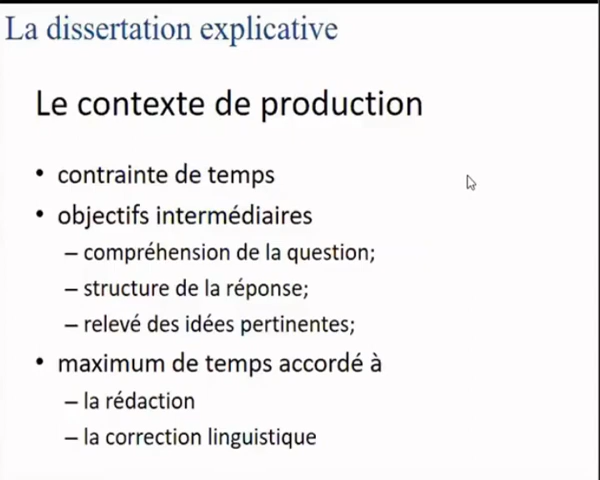 La dissertation explicative
Le contexte de production
• contrainte de temps
• objectifs intermédiaires
– compréhension de la question;
– structure de la réponse;
– relevé des idées pertinentes;
• maximum de temps accordé à
– la rédaction
– la correction linguistique